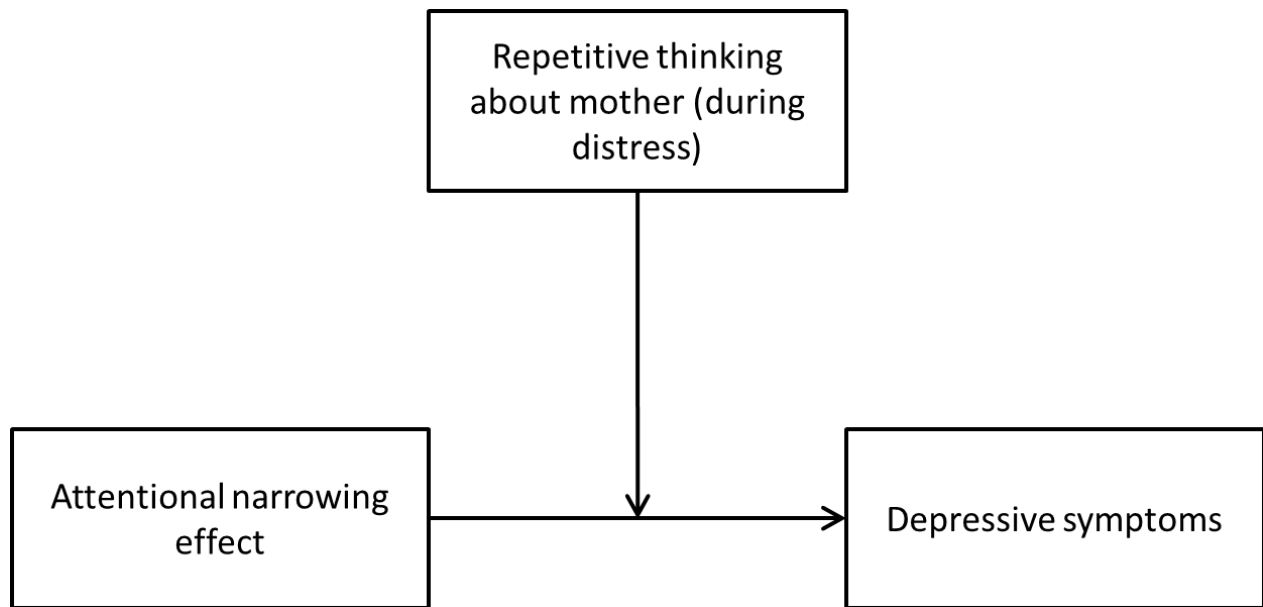 Repetitive thinking
about mother (during
distress)
Attentional narrowing
effect
Depressive symptoms